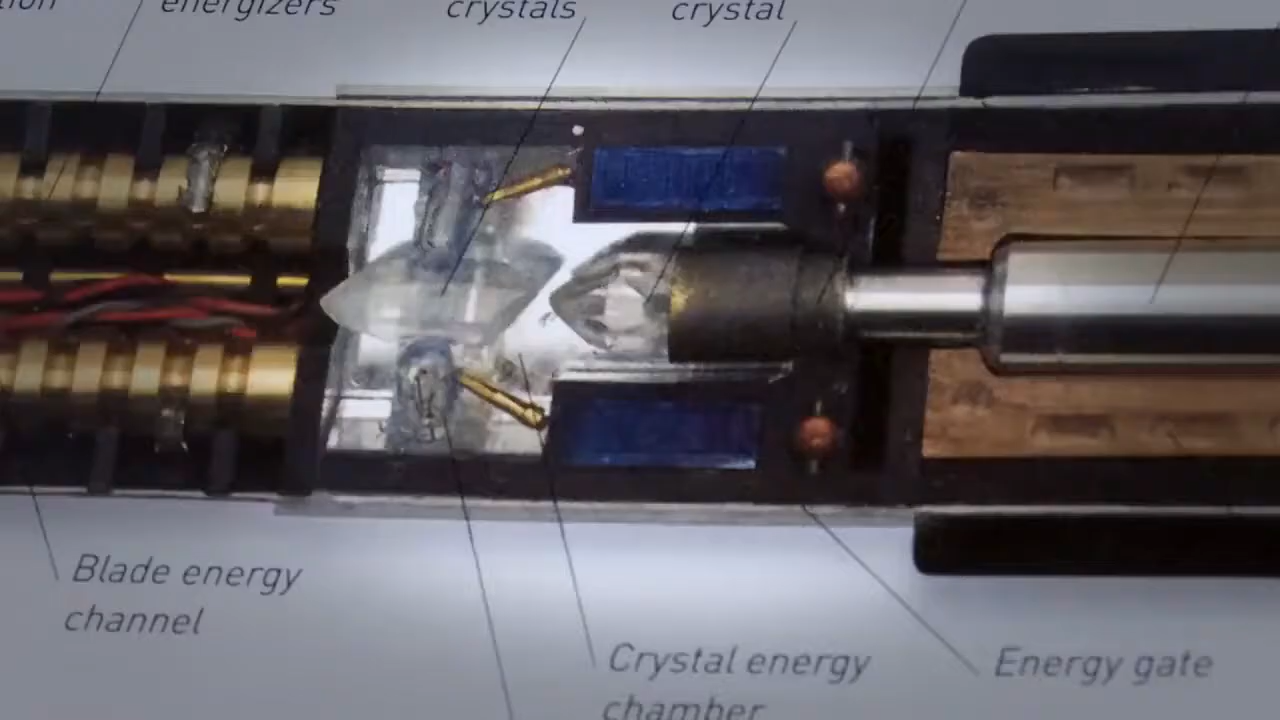 energizers
crystals
crystal
Blade energy
channel
Crystal energy
chamber
Energy gate